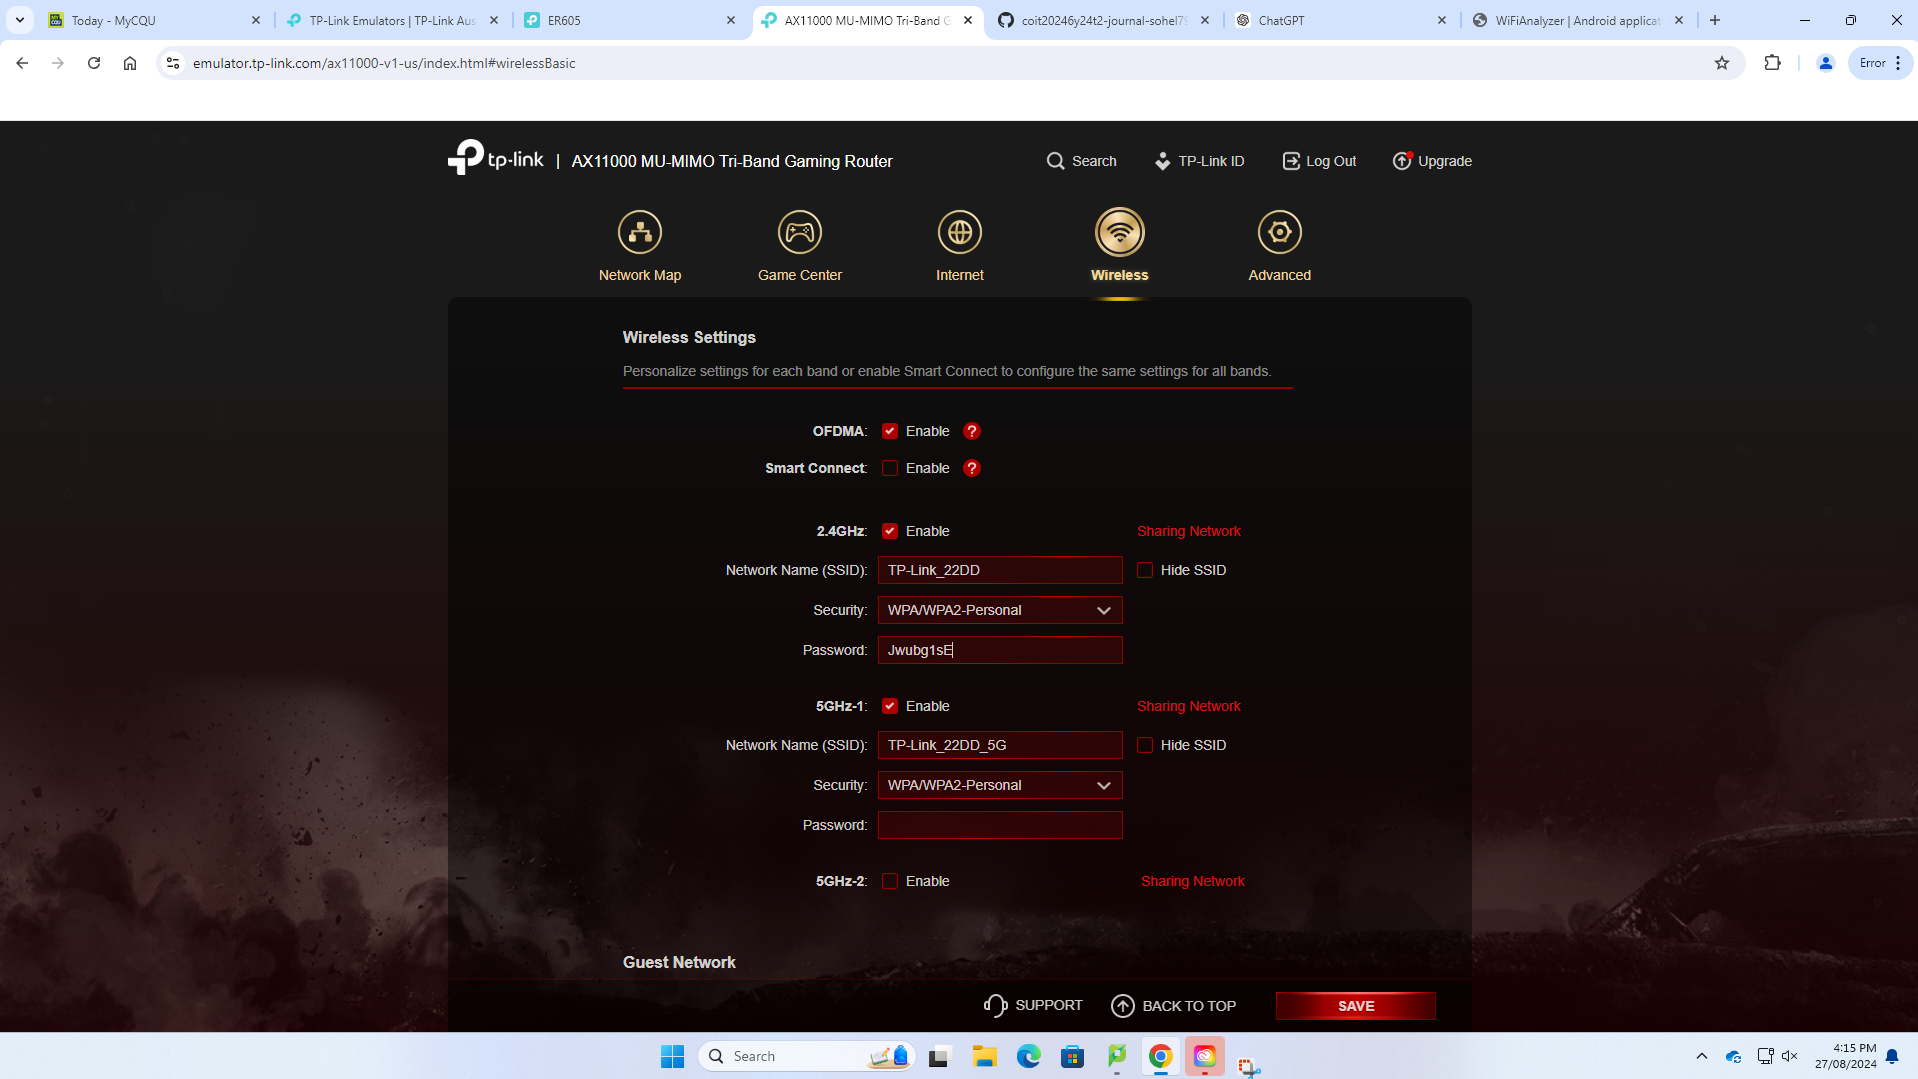 Today - MyCQU
TP-Link Emulators | TP-Link Aus
ER605
AX11000 MU-MIMO Tri-Band G
coit20246y24t2-journal-sohel79
ChatGPT
WiFiAnalyzer | Android applicat
emulator.tp-link.com/ax11000-v1-us/index.html#wirelessBasic
Error
tp-link | AX11000 MU-MIMO Tri-Band Gaming Router
Search
TP-Link ID
Log Out
Upgrade
Network Map
Game Center
Internet
Wireless
Advanced
Wireless Settings
Personalize settings for each band or enable Smart Connect to configure the same settings for all bands.
OFDMA: Enable ?
Smart Connect: Enable ?
2.4GHz: Enable Sharing Network
Network Name (SSID): TP-Link_22DD Hide SSID
Security: WPA/WPA2-Personal
Password: Jwubg1sE
5GHz-1: Enable Sharing Network
Network Name (SSID): TP-Link_22DD_5G Hide SSID
Security: WPA/WPA2-Personal
Password:
5GHz-2: Enable Sharing Network
Guest Network
SUPPORT
BACK TO TOP
SAVE
Search
4:15 PM
27/08/2024